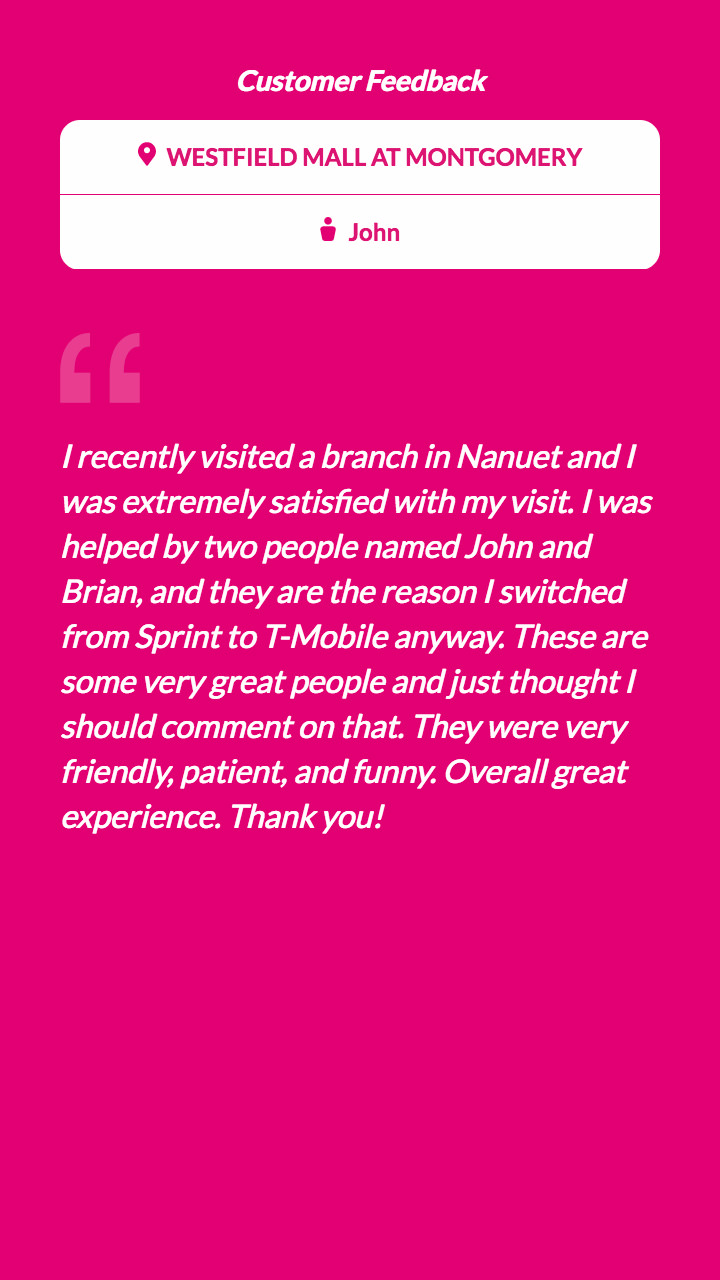 Customer Feedback
WESTFIELD MALL AT MONTGOMERY
John
“
I recently visited a branch in Nanuet and I
was extremely satisfied with my visit. I was
helped by two people named John and
Brian, and they are the reason I switched
from Sprint to T-Mobile anyway. These are
some very great people and just thought I
should comment on that. They were very
friendly, patient, and funny. Overall great
experience. Thank you!